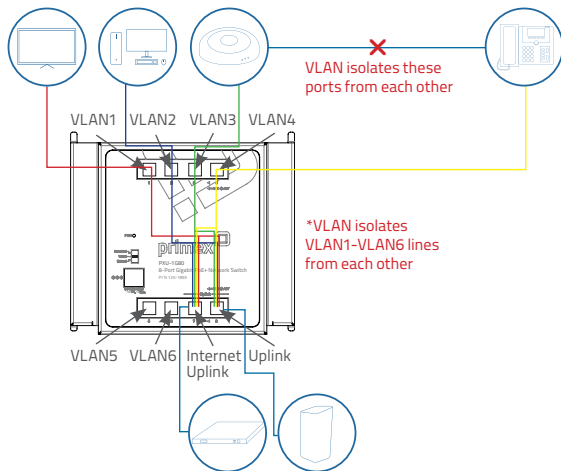 VLAN isolates these
ports from each other
VLAN1
VLAN2
VLAN3
VLAN4
*VLAN isolates
VLAN1-VLAN6 lines
from each other
primex
PXU-1G80
8-Port Gigabit PoE+ Network Switch
VLAN5
VLAN6
Internet
Uplink
Uplink